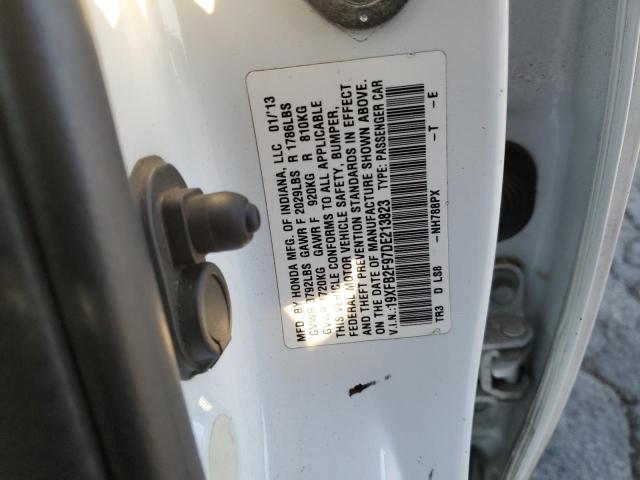 MFD. BY HONDA MFG. OF INDIANA, LLC 01/'13
GVWR 3792LBS GAWR F 2029LBS R 1786LBS
GVWR 1720KG GAWR F 920KG R 810KG
THIS VEHICLE CONFORMS TO ALL APPLICABLE
FEDERAL MOTOR VEHICLE SAFETY, BUMPER,
AND THEFT PREVENTION STANDARDS IN EFFECT
ON THE DATE OF MANUFACTURE SHOWN ABOVE.
V.I.N.:19XFB2F97DE213823 TYPE: PASSENGER CAR
TR3 D LS8 -NH788PX -T -E